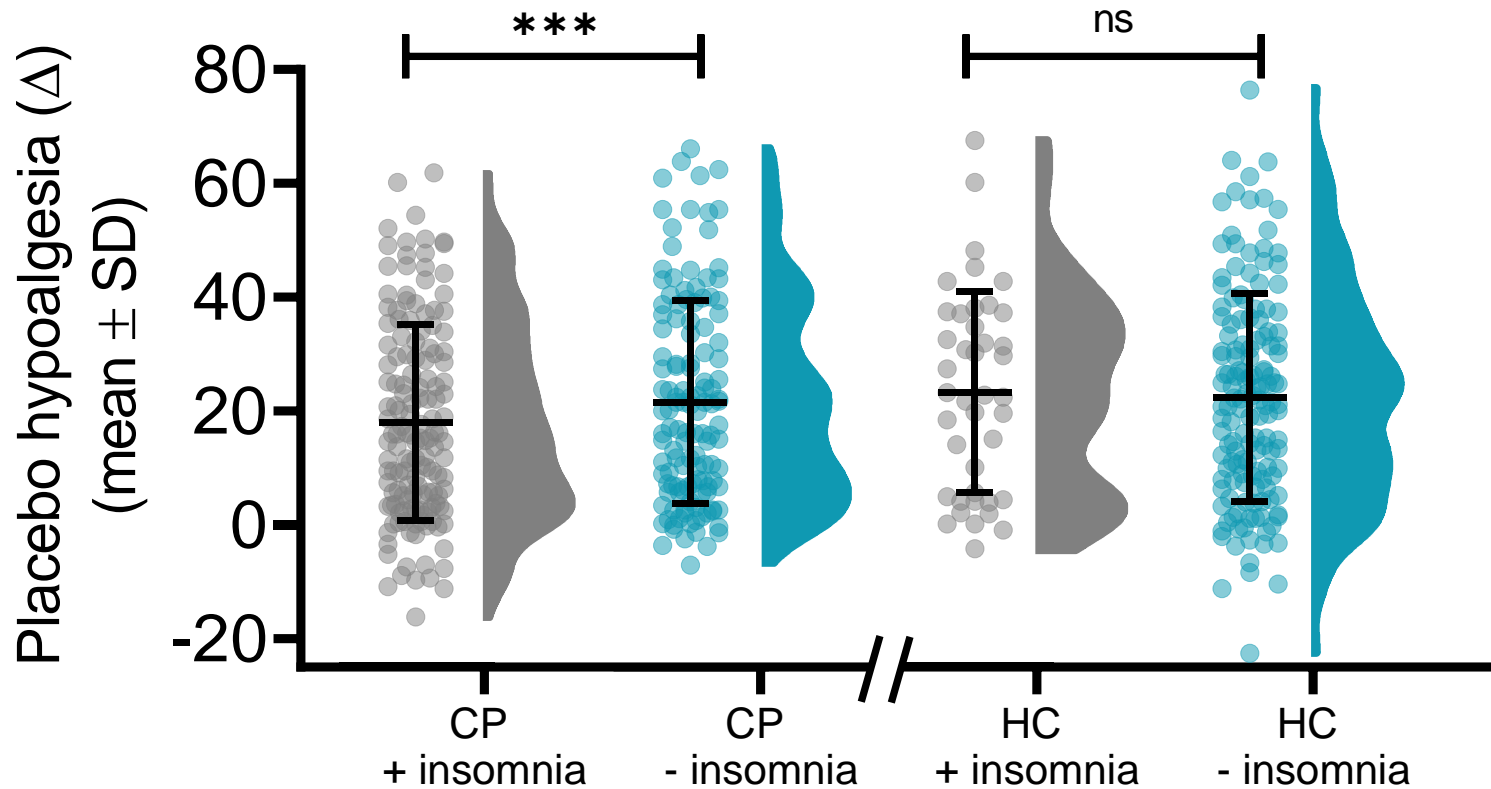 *** ns
Placebo hypoalgesia (Δ)
(mean ± SD)
80
60
40
20
0
-20
CP CP HC HC
+ insomnia - insomnia + insomnia - insomnia